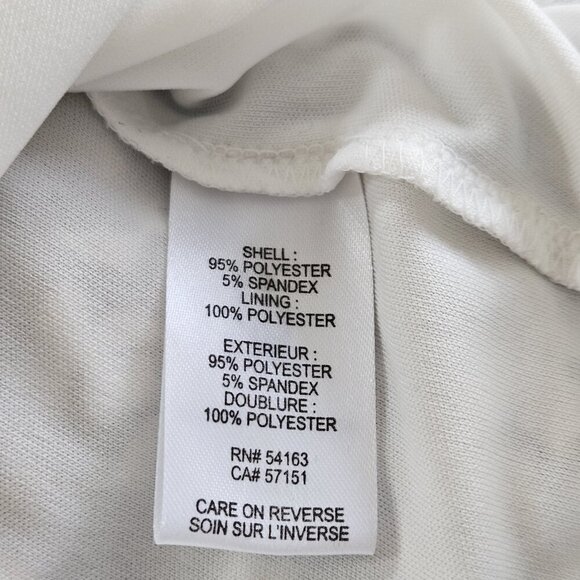 SHELL :
95% POLYESTER
5% SPANDEX
LINING :
100% POLYESTER
EXTERIEUR :
95% POLYESTER
5% SPANDEX
DOUBLURE :
100% POLYESTER
RN# 54163
CA# 57151
CARE ON REVERSE
SOIN SUR L'INVERSE